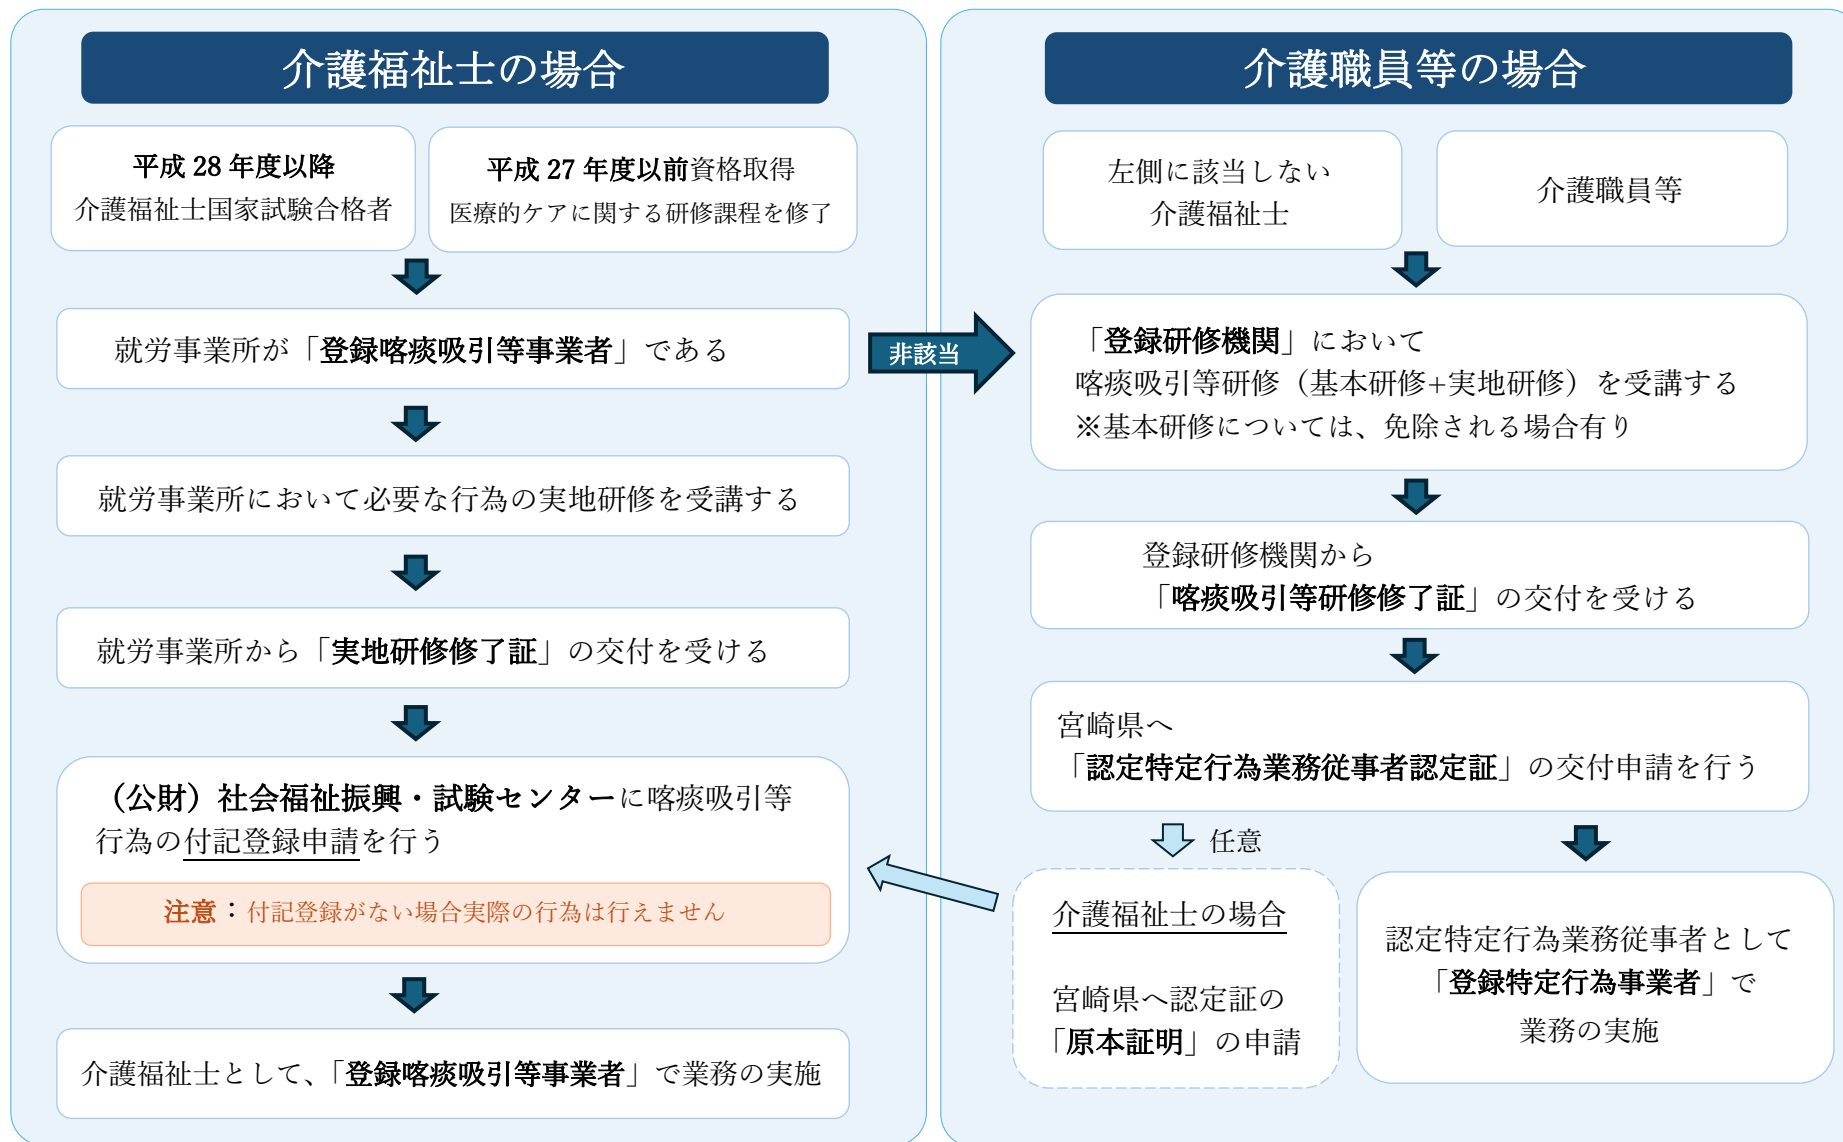 介護福祉士の場合
平成 28 年度以降
介護福祉士国家試験合格者
平成 27 年度以前資格取得
医療的ケアに関する研修課程を修了
就労事業所が「登録喀痰吸引等事業者」である
非該当
就労事業所において必要な行為の実地研修を受講する
就労事業所から「実地研修修了証」の交付を受ける
（公財）社会福祉振興・試験センターに喀痰吸引等
行為の付記登録申請を行う
注意：付記登録がない場合実際の行為は行えません
介護福祉士として、「登録喀痰吸引等事業者」で業務の実施
介護職員等の場合
左側に該当しない
介護福祉士
介護職員等
「登録研修機関」において
喀痰吸引等研修（基本研修+実地研修）を受講する
※基本研修については、免除される場合有り
登録研修機関から
「喀痰吸引等研修修了証」の交付を受ける
宮崎県へ
「認定特定行為業務従事者認定証」の交付申請を行う
任意
介護福祉士の場合
宮崎県へ認定証の
「原本証明」の申請
認定特定行為業務従事者として
「登録特定行為事業者」で
業務の実施